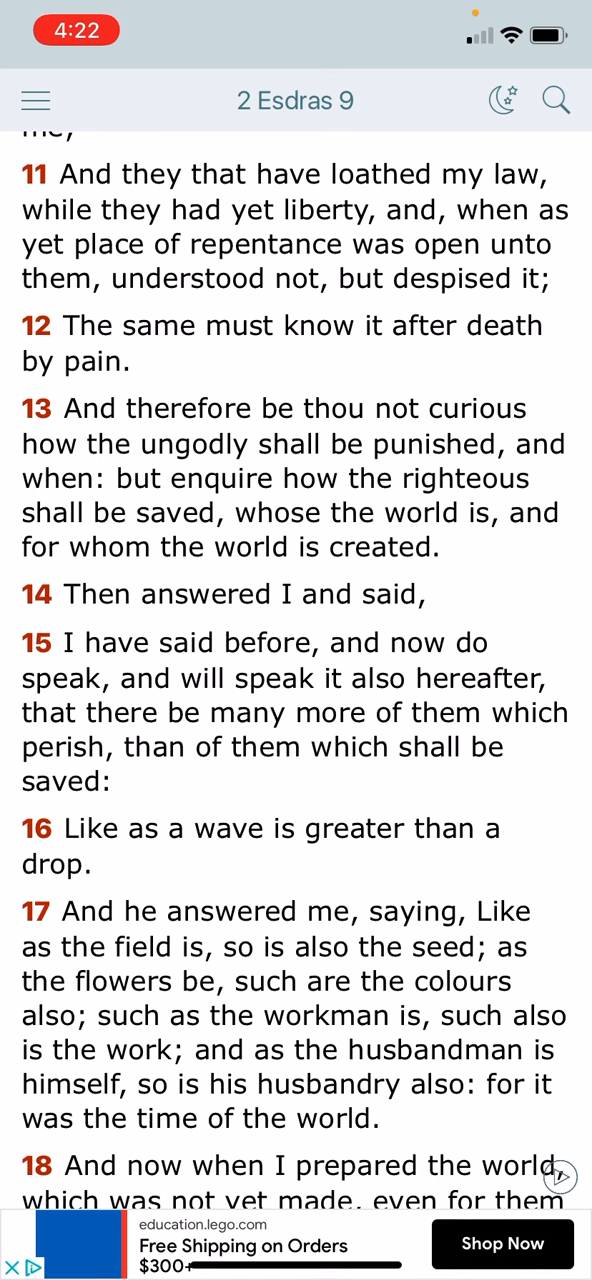 4:22
2 Esdras 9
me,
11 And they that have loathed my law,
while they had yet liberty, and, when as
yet place of repentance was open unto
them, understood not, but despised it;
12 The same must know it after death
by pain.
13 And therefore be thou not curious
how the ungodly shall be punished, and
when: but enquire how the righteous
shall be saved, whose the world is, and
for whom the world is created.
14 Then answered I and said,
15 I have said before, and now do
speak, and will speak it also hereafter,
that there be many more of them which
perish, than of them which shall be
saved:
16 Like as a wave is greater than a
drop.
17 And he answered me, saying, Like
as the field is, so is also the seed; as
the flowers be, such are the colours
also; such as the workman is, such also
is the work; and as the husbandman is
himself, so is his husbandry also: for it
was the time of the world.
18 And now when I prepared the world,
which was not yet made, even for them
education.lego.com
Free Shipping on Orders
$300+
Shop Now